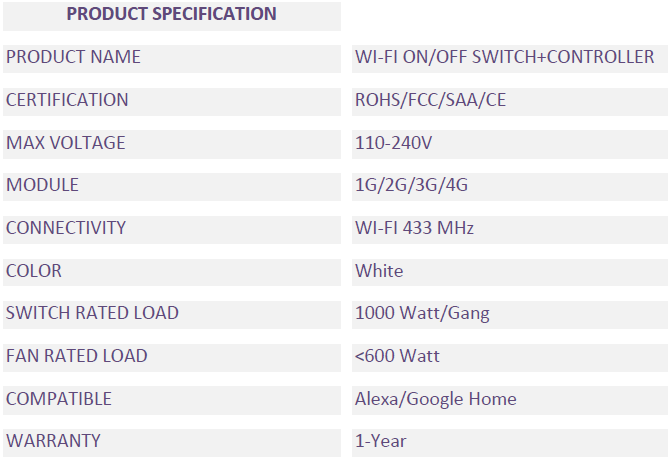 PRODUCT SPECIFICATION
PRODUCT NAME WI-FI ON/OFF SWITCH+CONTROLLER
CERTIFICATION ROHS/FCC/SAA/CE
MAX VOLTAGE 110-240V
MODULE 1G/2G/3G/4G
CONNECTIVITY WI-FI 433 MHz
COLOR White
SWITCH RATED LOAD 1000 Watt/Gang
FAN RATED LOAD <600 Watt
COMPATIBLE Alexa/Google Home
WARRANTY 1-Year